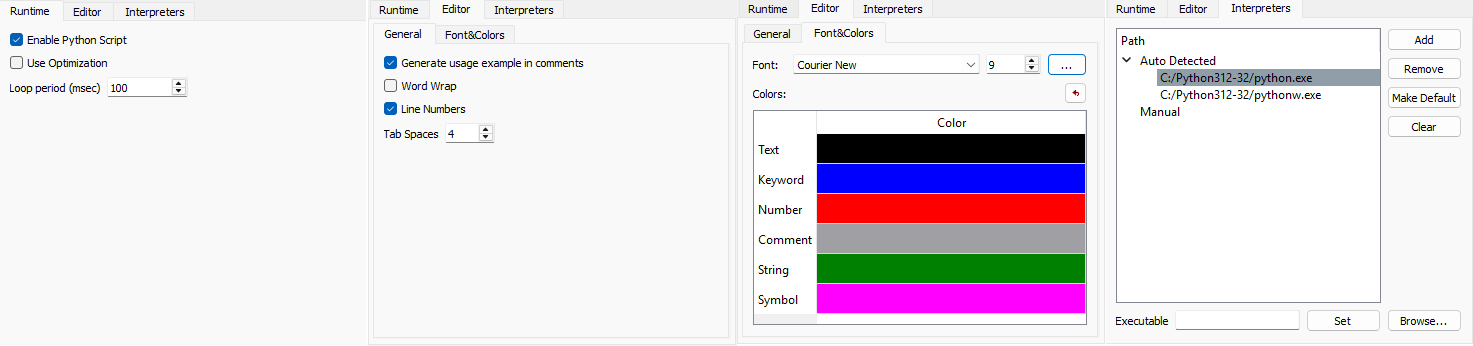 Runtime Editor Interpreters
Enable Python Script
Use Optimization
Loop period (msec) 100
Runtime Editor Interpreters
General Font&Colors
Generate usage example in comments
Word Wrap
Line Numbers
Tab Spaces 4
Runtime Editor Interpreters
General Font&Colors
Font: Courier New 9 ...
Colors:
Color
Text
Keyword
Number
Comment
String
Symbol
Runtime Editor Interpreters
Path
Auto Detected
C:/Python312-32/python.exe
C:/Python312-32/pythonw.exe
Manual
Add
Remove
Make Default
Clear
Executable Set Browse...